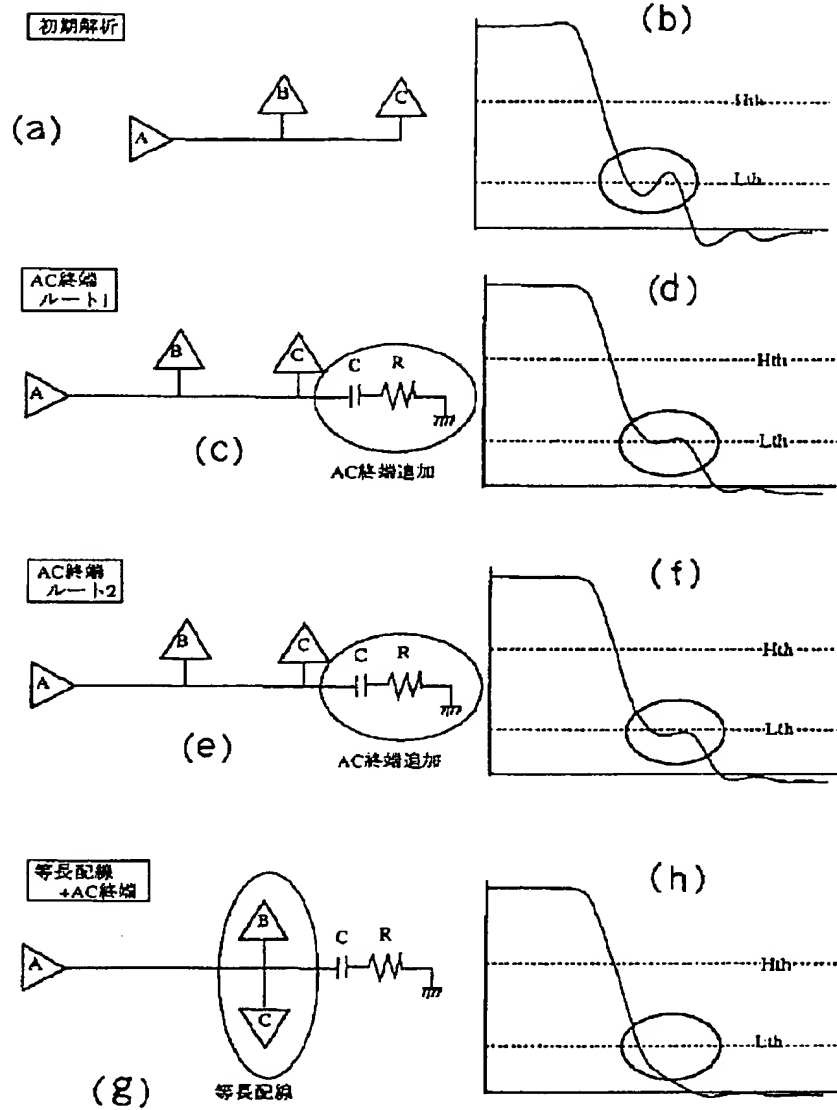 初期解析
(a)
A
B
C
(b)
Hth
Lth
AC終端
ルート1
(c)
A
B
C
C
R
AC終端追加
(d)
Hth
Lth
AC終端
ルート2
(e)
A
B
C
C
R
AC終端追加
(f)
Hth
Lth
等長配線
+AC終端
(g)
A
B
C
C
R
等長配線
(h)
Hth
Lth